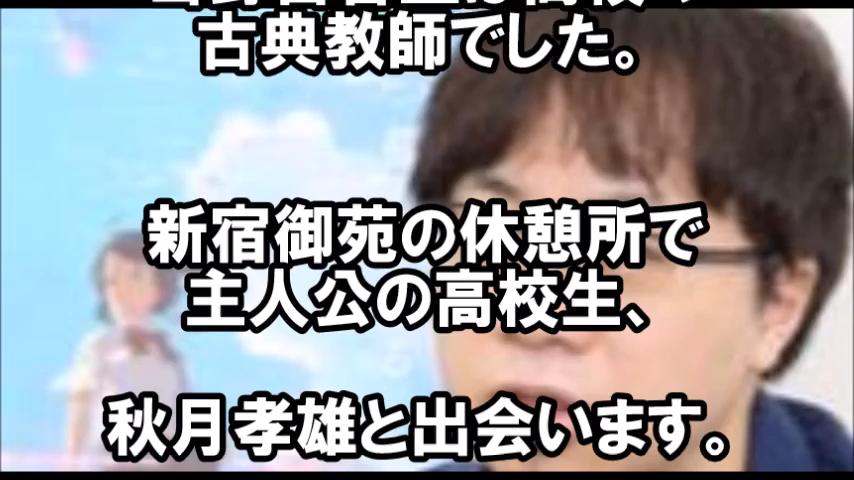 古典教師でした。
新宿御苑の休憩所で
主人公の高校生、
秋月孝雄と出会います。